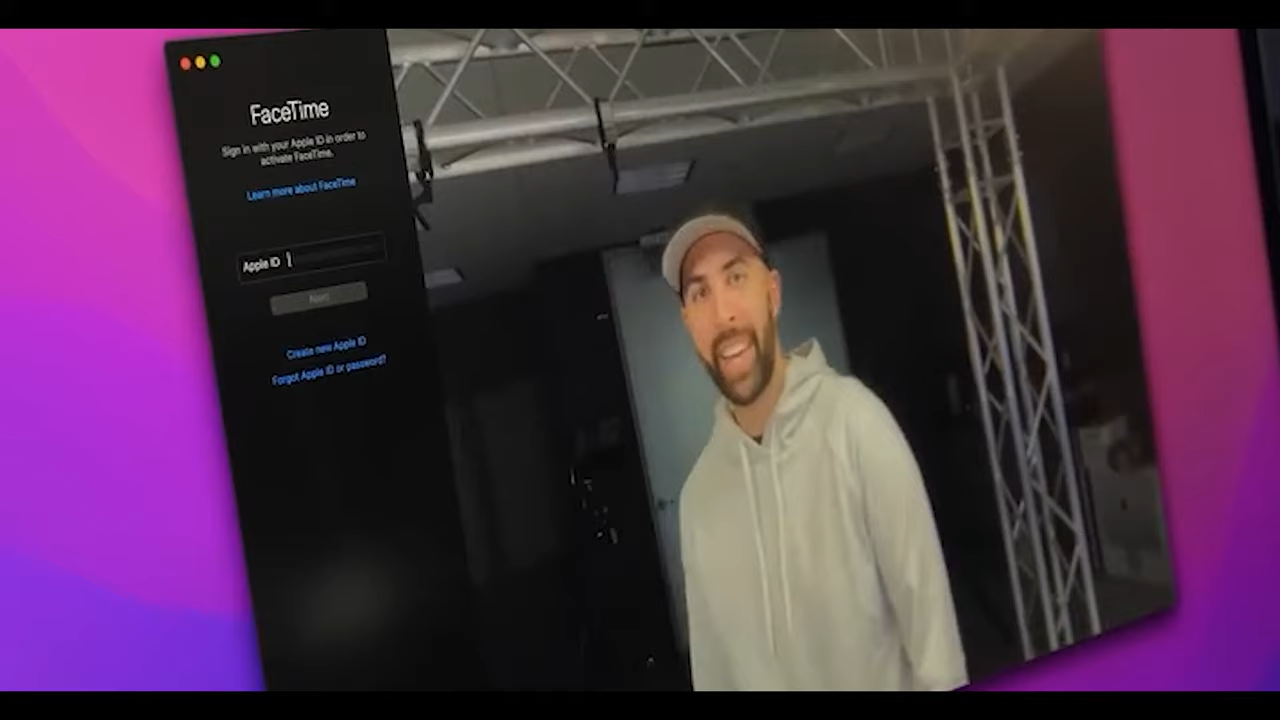 FaceTime
Sign in with your Apple ID in order to
activate FaceTime.
Learn more about FaceTime
Apple ID
Next
Create new Apple ID
Forgot Apple ID or password?